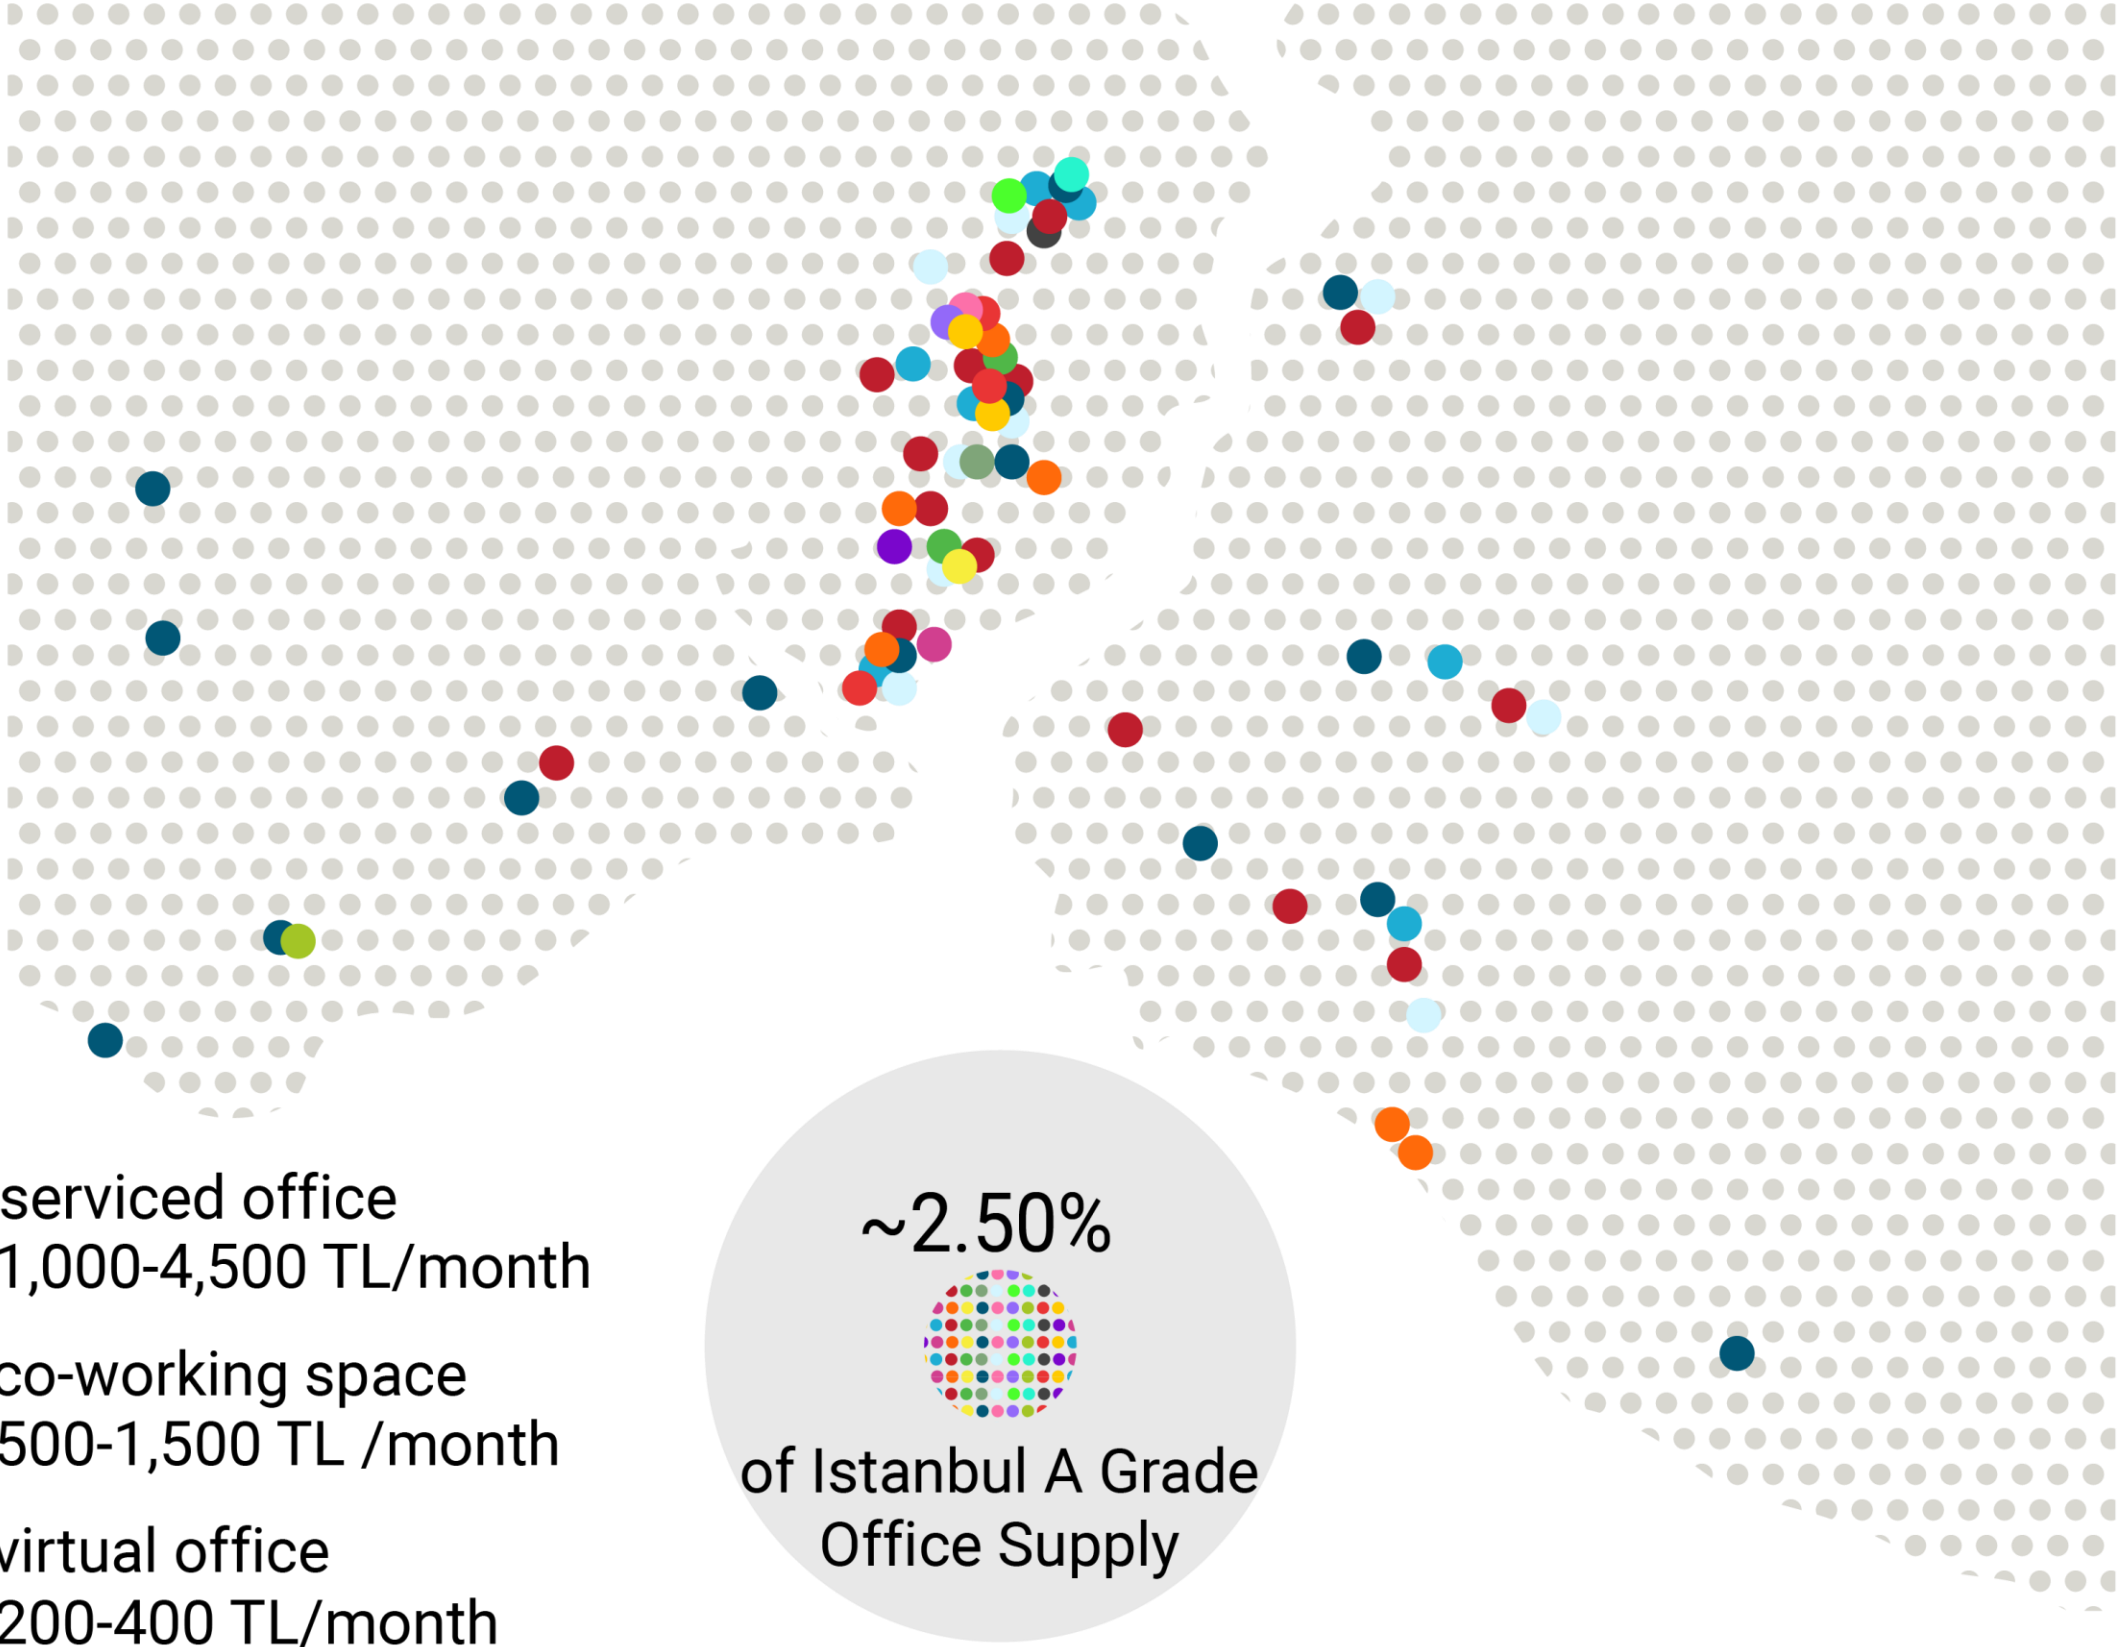 serviced office
1,000-4,500 TL/month
co-working space
500-1,500 TL /month
virtual office
200-400 TL/month
~2.50%
of Istanbul A Grade
Office Supply